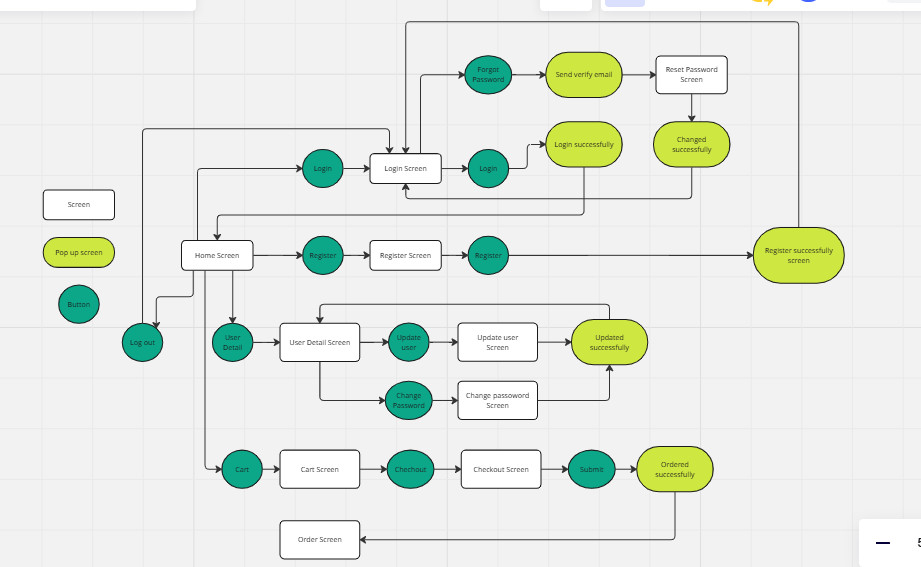 Forgot
Password
Send verify email
Reset Password
Screen
Login
Login Screen
Login
Login successfully
Changed
successfully
Screen
Pop up screen
Button
Home Screen
Register
Register Screen
Register
Register successfully
screen
Log out
User
Detail
User Detail Screen
Update
user
Update user
Screen
Updated
successfully
Change
Password
Change passoword
Screen
Cart
Cart Screen
Chechout
Checkout Screen
Submit
Ordered
successfully
Order Screen